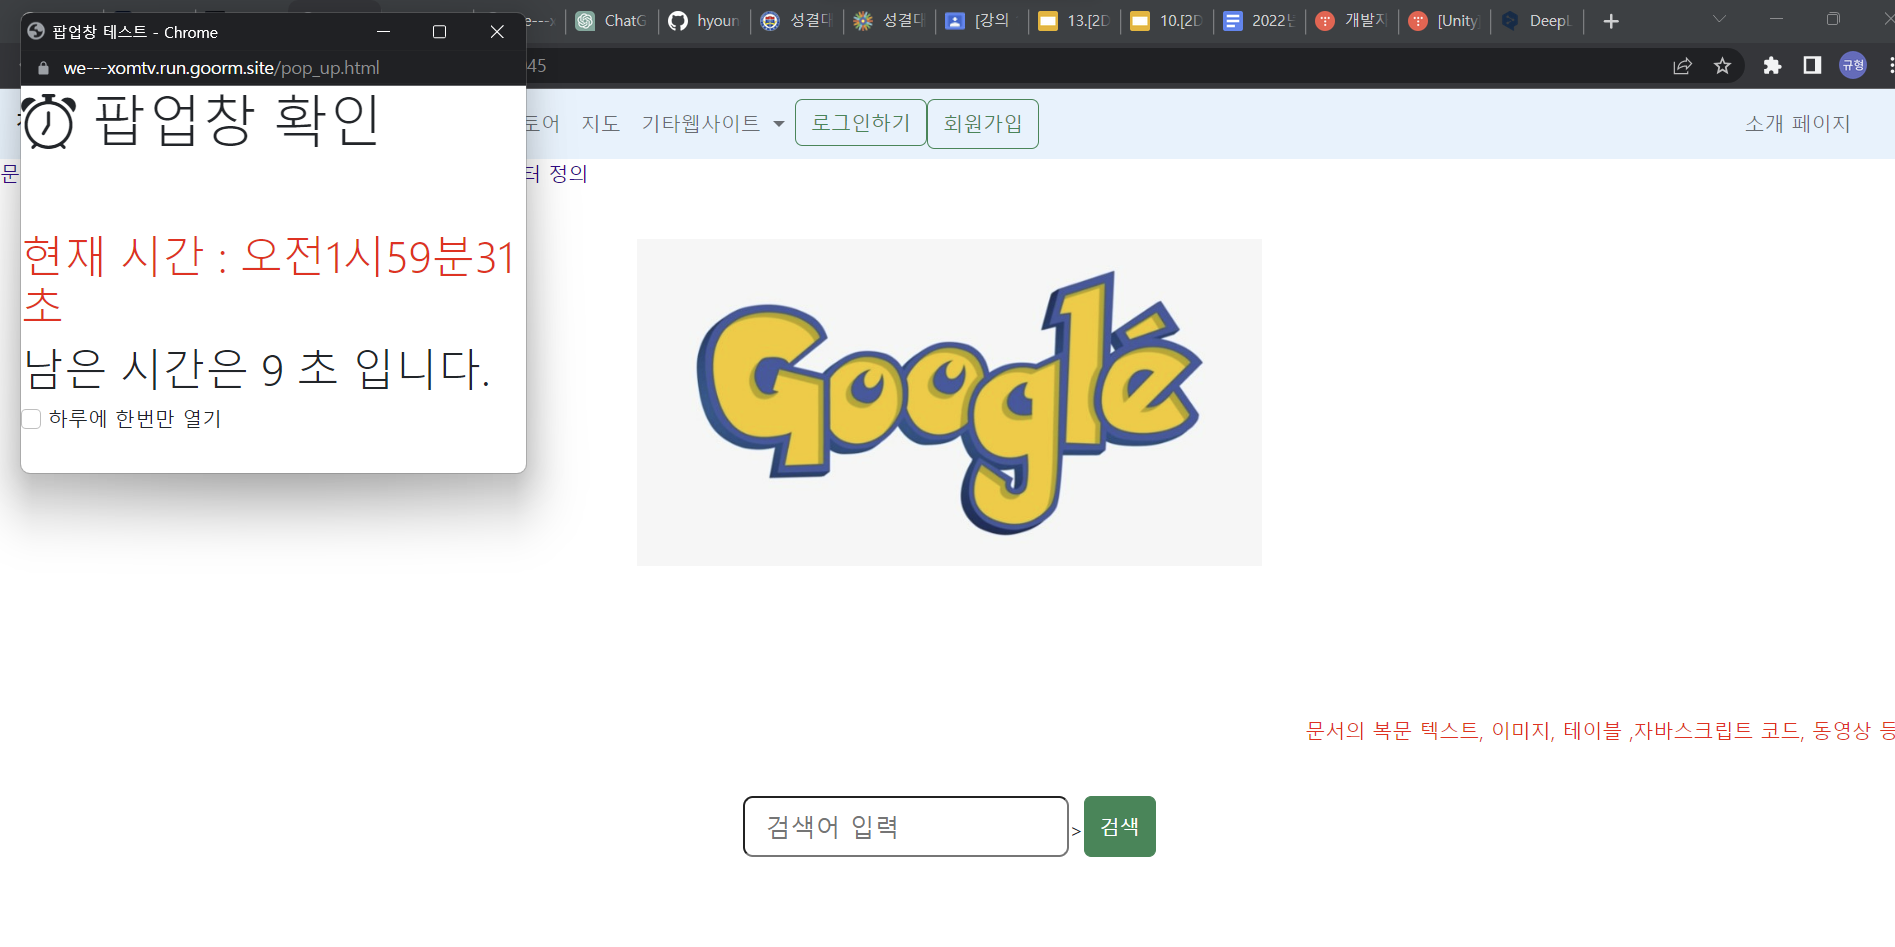 팝업창 테스트 - Chrome
ChatG
hyoun
성결대
성결대
[강의
13.[2D
10.[2D
2022년
개발자
[Unity]
DeepL
we---xomtv.run.goorm.site/pop_up.html
45
규형
팝업창 확인
토어
지도
기타웹사이트
로그인하기
회원가입
소개 페이지
문
터 정의
현재 시간 : 오전1시59분31
초
남은 시간은 9 초 입니다.
하루에 한번만 열기
Googlé
문서의 복문 텍스트, 이미지, 테이블 ,자바스크립트 코드, 동영상 등
검색어 입력
>
검색